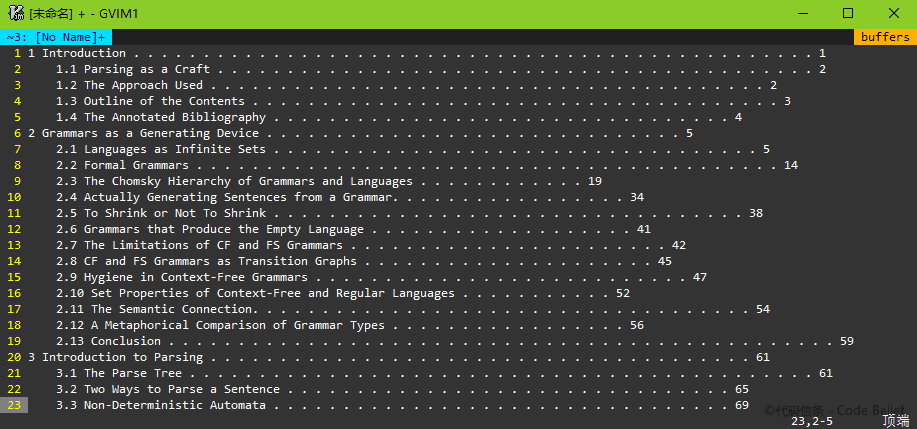 [未命名] + - GVIM1
~3: [No Name]+ buffers
1 1 Introduction . . . . . . . . . . . . . . . . . . . . . . . . . . . . . . . . . . . . . . . . . . . . . . . . . 1
2 1.1 Parsing as a Craft . . . . . . . . . . . . . . . . . . . . . . . . . . . . . . . . . . . . . . . . . . . 2
3 1.2 The Approach Used . . . . . . . . . . . . . . . . . . . . . . . . . . . . . . . . . . . . . . . . 2
4 1.3 Outline of the Contents . . . . . . . . . . . . . . . . . . . . . . . . . . . . . . . . . . . . . . 3
5 1.4 The Annotated Bibliography . . . . . . . . . . . . . . . . . . . . . . . . . . . . . . . . . 4
6 2 Grammars as a Generating Device . . . . . . . . . . . . . . . . . . . . . . . . . . . . . . 5
7 2.1 Languages as Infinite Sets . . . . . . . . . . . . . . . . . . . . . . . . . . . . . . . . . . . 5
8 2.2 Formal Grammars . . . . . . . . . . . . . . . . . . . . . . . . . . . . . . . . . . . . . . . . . . 14
9 2.3 The Chomsky Hierarchy of Grammars and Languages . . . . . . . . . . . . 19
10 2.4 Actually Generating Sentences from a Grammar. . . . . . . . . . . . . . . . . 34
11 2.5 To Shrink or Not To Shrink . . . . . . . . . . . . . . . . . . . . . . . . . . . . . . . . . . 38
12 2.6 Grammars that Produce the Empty Language . . . . . . . . . . . . . . . . . . . 41
13 2.7 The Limitations of CF and FS Grammars . . . . . . . . . . . . . . . . . . . . . . . 42
14 2.8 CF and FS Grammars as Transition Graphs . . . . . . . . . . . . . . . . . . . . . 45
15 2.9 Hygiene in Context-Free Grammars . . . . . . . . . . . . . . . . . . . . . . . . . . . 47
16 2.10 Set Properties of Context-Free and Regular Languages . . . . . . . . . . . 52
17 2.11 The Semantic Connection. . . . . . . . . . . . . . . . . . . . . . . . . . . . . . . . . . . . 54
18 2.12 A Metaphorical Comparison of Grammar Types . . . . . . . . . . . . . . . . . 56
19 2.13 Conclusion . . . . . . . . . . . . . . . . . . . . . . . . . . . . . . . . . . . . . . . . . . . . . . . 59
20 3 Introduction to Parsing . . . . . . . . . . . . . . . . . . . . . . . . . . . . . . . . . . . . . . . 61
21 3.1 The Parse Tree . . . . . . . . . . . . . . . . . . . . . . . . . . . . . . . . . . . . . . . . . . . . . 61
22 3.2 Two Ways to Parse a Sentence . . . . . . . . . . . . . . . . . . . . . . . . . . . . . . . . 65
23 3.3 Non-Deterministic Automata . . . . . . . . . . . . . . . . . . . . . . . . . . . . . . . . . 69
©代码信条 - Code Belief
23,2-5 顶端